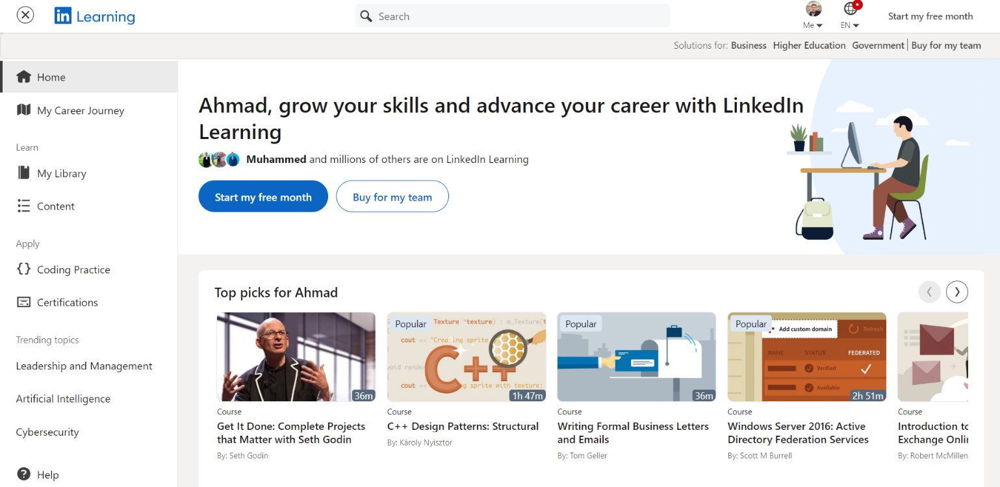 in Learning
Search
Me
EN
Start my free month
Solutions for: Business Higher Education Government Buy for my team
Home
My Career Journey
Learn
My Library
Content
Apply
Coding Practice
Certifications
Trending topics
Leadership and Management
Artificial Intelligence
Cybersecurity
Help
Ahmad, grow your skills and advance your career with LinkedIn
Learning
Muhammed and millions of others are on LinkedIn Learning
Start my free month
Buy for my team
Top picks for Ahmad
36m
Course
Get It Done: Complete Projects
that Matter with Seth Godin
By: Seth Godin
Popular
Texture *texture) : m_Texture(t
cout << "Creating sprite
C++
void render
cout << ng sprite with texture:
1h 47m
Course
C++ Design Patterns: Structural
By: Károly Nyisztor
Popular
36m
Course
Writing Formal Business Letters
and Emails
By: Tom Geller
Popular
Add custom domain
Refresh
NAME STATUS FEDERATED
Verified
Available
2h 51m
Course
Windows Server 2016: Active
Directory Federation Services
By: Scott M Burrell
Course
Introduction to
Exchange Onli
By: Robert McMillen